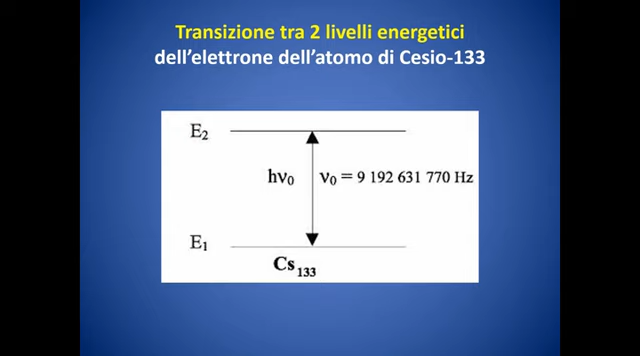 Transizione tra 2 livelli energetici
dell'elettrone dell'atomo di Cesio-133
E₂
hν₀ ν₀ = 9 192 631 770 Hz
E₁
Cs₁₃₃